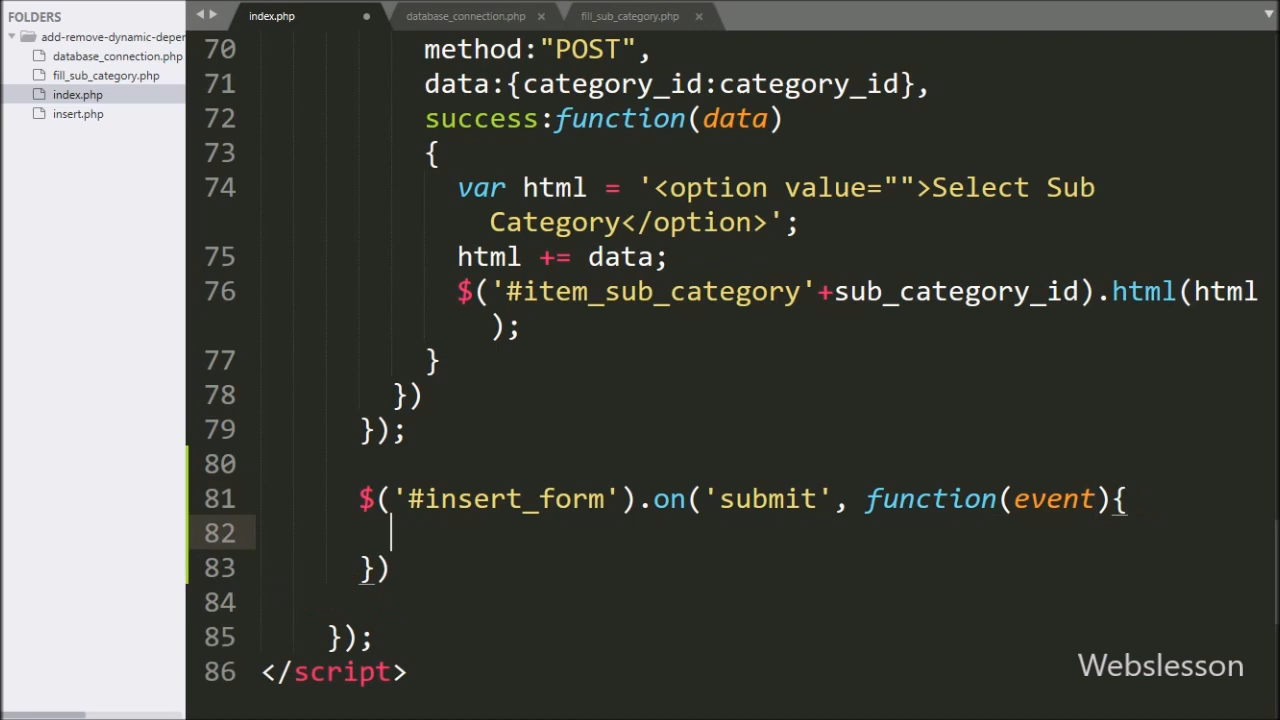 FOLDERS
add-remove-dynamic-deper
database_connection.php
fill_sub_category.php
index.php
insert.php
index.php database_connection.php fill_sub_category.php
70 method:"POST",
71 data:{category_id:category_id},
72 success:function(data)
73 {
74 var html = '<option value="">Select Sub
Category</option>';
75 html += data;
76 $('#item_sub_category'+sub_category_id).html(html
);
77 }
78 })
79 });
80
81 $('#insert_form').on('submit', function(event){
82
83 })
84
85 });
86 </script>
Webslesson